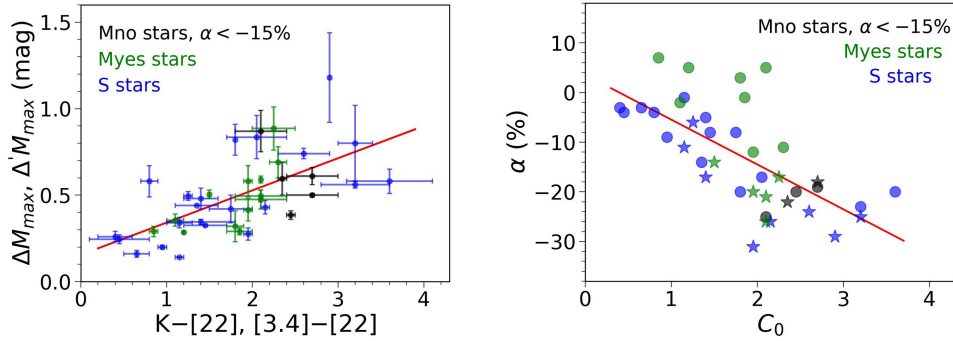 Mno stars, α < −15%
Myes stars
S stars
ΔM_max, Δ'M_max (mag)
1.5
1.0
0.5
0.0
0 1 2 3 4
K−[22], [3.4]−[22]
Mno stars, α < −15%
Myes stars
S stars
α (%)
10
0
−10
−20
−30
0 1 2 3 4
C_0